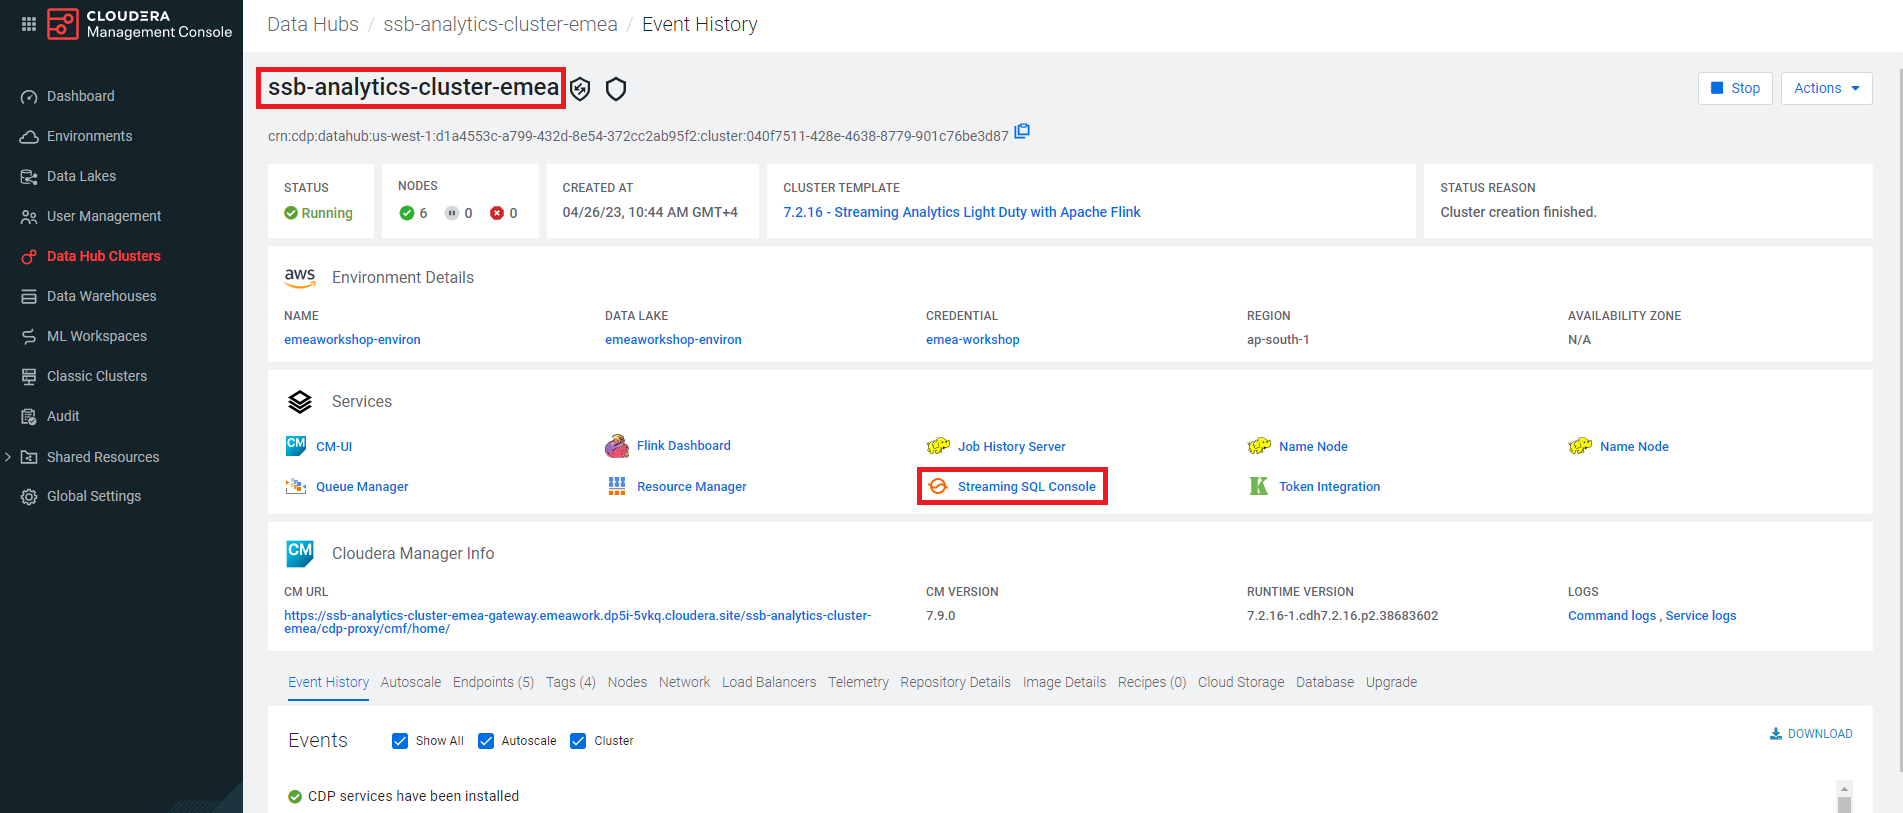 CLOUDERA
Management Console
Dashboard
Environments
Data Lakes
User Management
Data Hub Clusters
Data Warehouses
ML Workspaces
Classic Clusters
Audit
Shared Resources
Global Settings
Data Hubs / ssb-analytics-cluster-emea / Event History
ssb-analytics-cluster-emea
Stop
Actions
crn:cdp:datahub:us-west-1:d1a4553c-a799-432d-8e54-372cc2ab95f2:cluster:040f7511-428e-4638-8779-901c76be3d87
STATUS
Running
NODES
6 0 0
CREATED AT
04/26/23, 10:44 AM GMT+4
CLUSTER TEMPLATE
7.2.16 - Streaming Analytics Light Duty with Apache Flink
STATUS REASON
Cluster creation finished.
aws Environment Details
NAME DATA LAKE CREDENTIAL REGION AVAILABILITY ZONE
emeaworkshop-environ emeaworkshop-environ emea-workshop ap-south-1 N/A
Services
CM CM-UI Flink Dashboard Job History Server Name Node Name Node
Queue Manager Resource Manager Streaming SQL Console Token Integration
CM Cloudera Manager Info
CM URL
https://ssb-analytics-cluster-emea-gateway.emeawork.dp5i-5vkq.cloudera.site/ssb-analytics-cluster-
emea/cdp-proxy/cmf/home/
CM VERSION
7.9.0
RUNTIME VERSION
7.2.16-1.cdh7.2.16.p2.38683602
LOGS
Command logs , Service logs
Event History Autoscale Endpoints (5) Tags (4) Nodes Network Load Balancers Telemetry Repository Details Image Details Recipes (0) Cloud Storage Database Upgrade
Events Show All Autoscale Cluster DOWNLOAD
CDP services have been installed